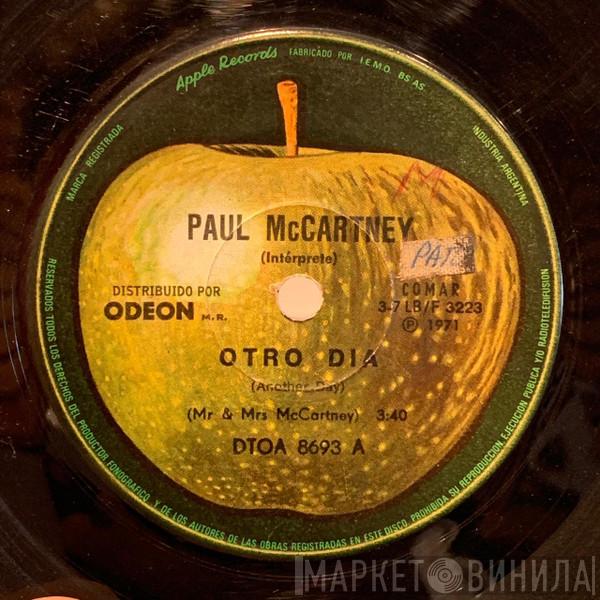 Apple Records
FABRICADO POR I.E.M.O. BS AS.
MARCA REGISTRADA
INDUSTRIA ARGENTINA
PAUL McCARTNEY
(Intérprete)
PAT
DISTRIBUIDO POR
ODEON M.R.
COMAR
3-7 LB/F 3223
Ⓟ 1971
OTRO DIA
(Another Day)
(Mr & Mrs McCartney) 3:40
DTOA 8693 A
RESERVADOS TODOS LOS DERECHOS DEL PRODUCTOR FONOGRAFICO Y DE LOS AUTORES DE LAS OBRAS REGISTRADAS EN ESTE DISCO. PROHIBIDA SU REPRODUCCION, EJECUCION PUBLICA Y/O RADIOTELEDIFUSION
МАРКЕТ ВИНИЛА